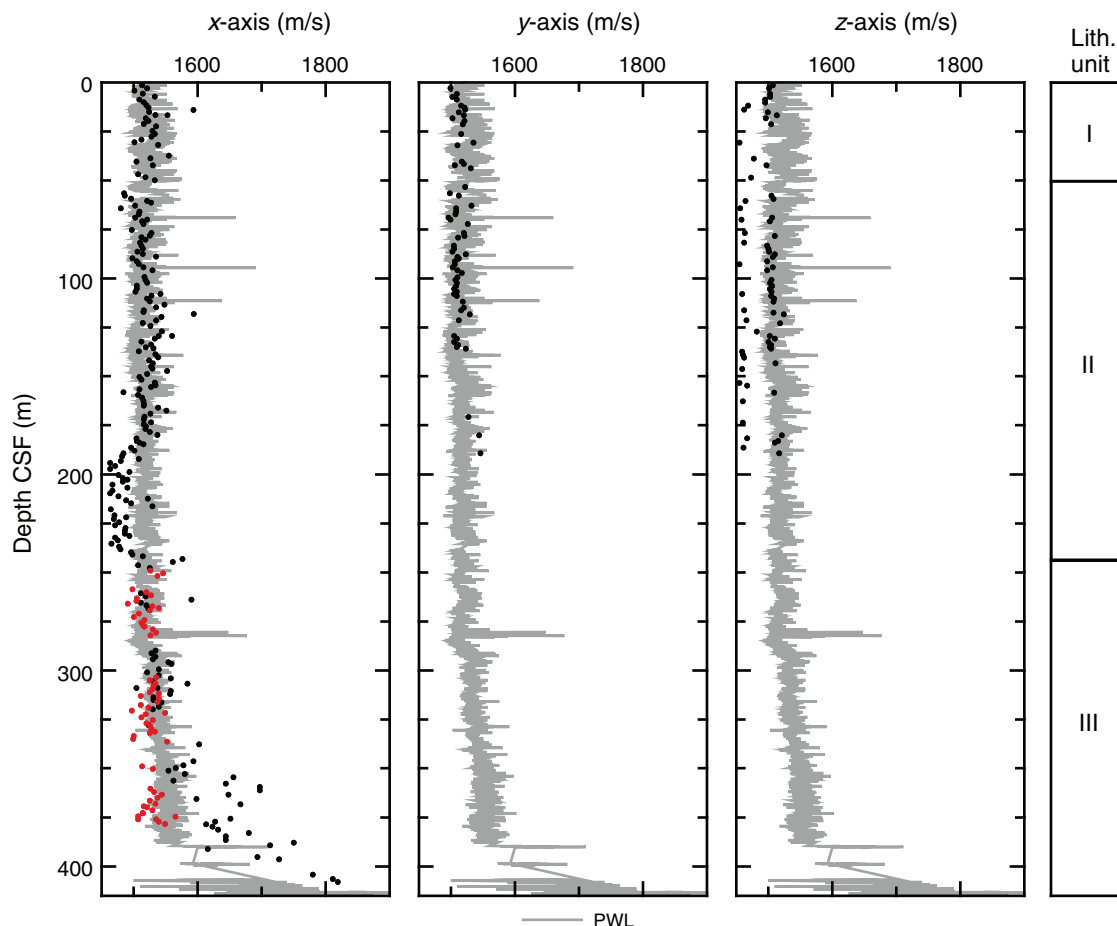 x-axis (m/s) y-axis (m/s) z-axis (m/s)
Lith. unit
1600 1800 1600 1800 1600 1800
0
100
200
300
400
Depth CSF (m)
I
II
III
PWL